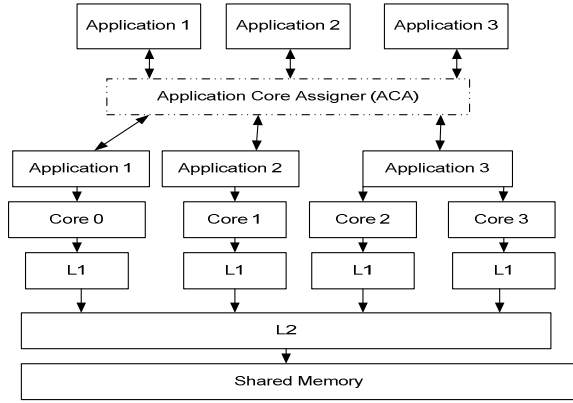 Application 1
Application 2
Application 3
Application Core Assigner (ACA)
Application 1
Application 2
Application 3
Core 0
Core 1
Core 2
Core 3
L1
L1
L1
L1
L2
Shared Memory